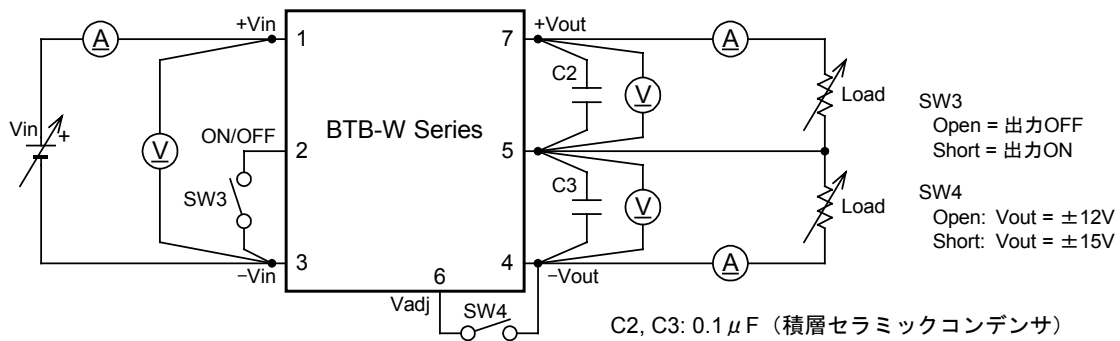 +Vin
+Vout
A
1
7
A
C2
V
Load
Vin
+
V
ON/OFF
2
BTB-W Series
5
SW3
C3
V
Load
3
4
−Vin
−Vout
A
6
Vadj
SW4
SW3
Open = 出力OFF
Short = 出力ON
SW4
Open: Vout = ±12V
Short: Vout = ±15V
C2, C3: 0.1μF（積層セラミックコンデンサ）